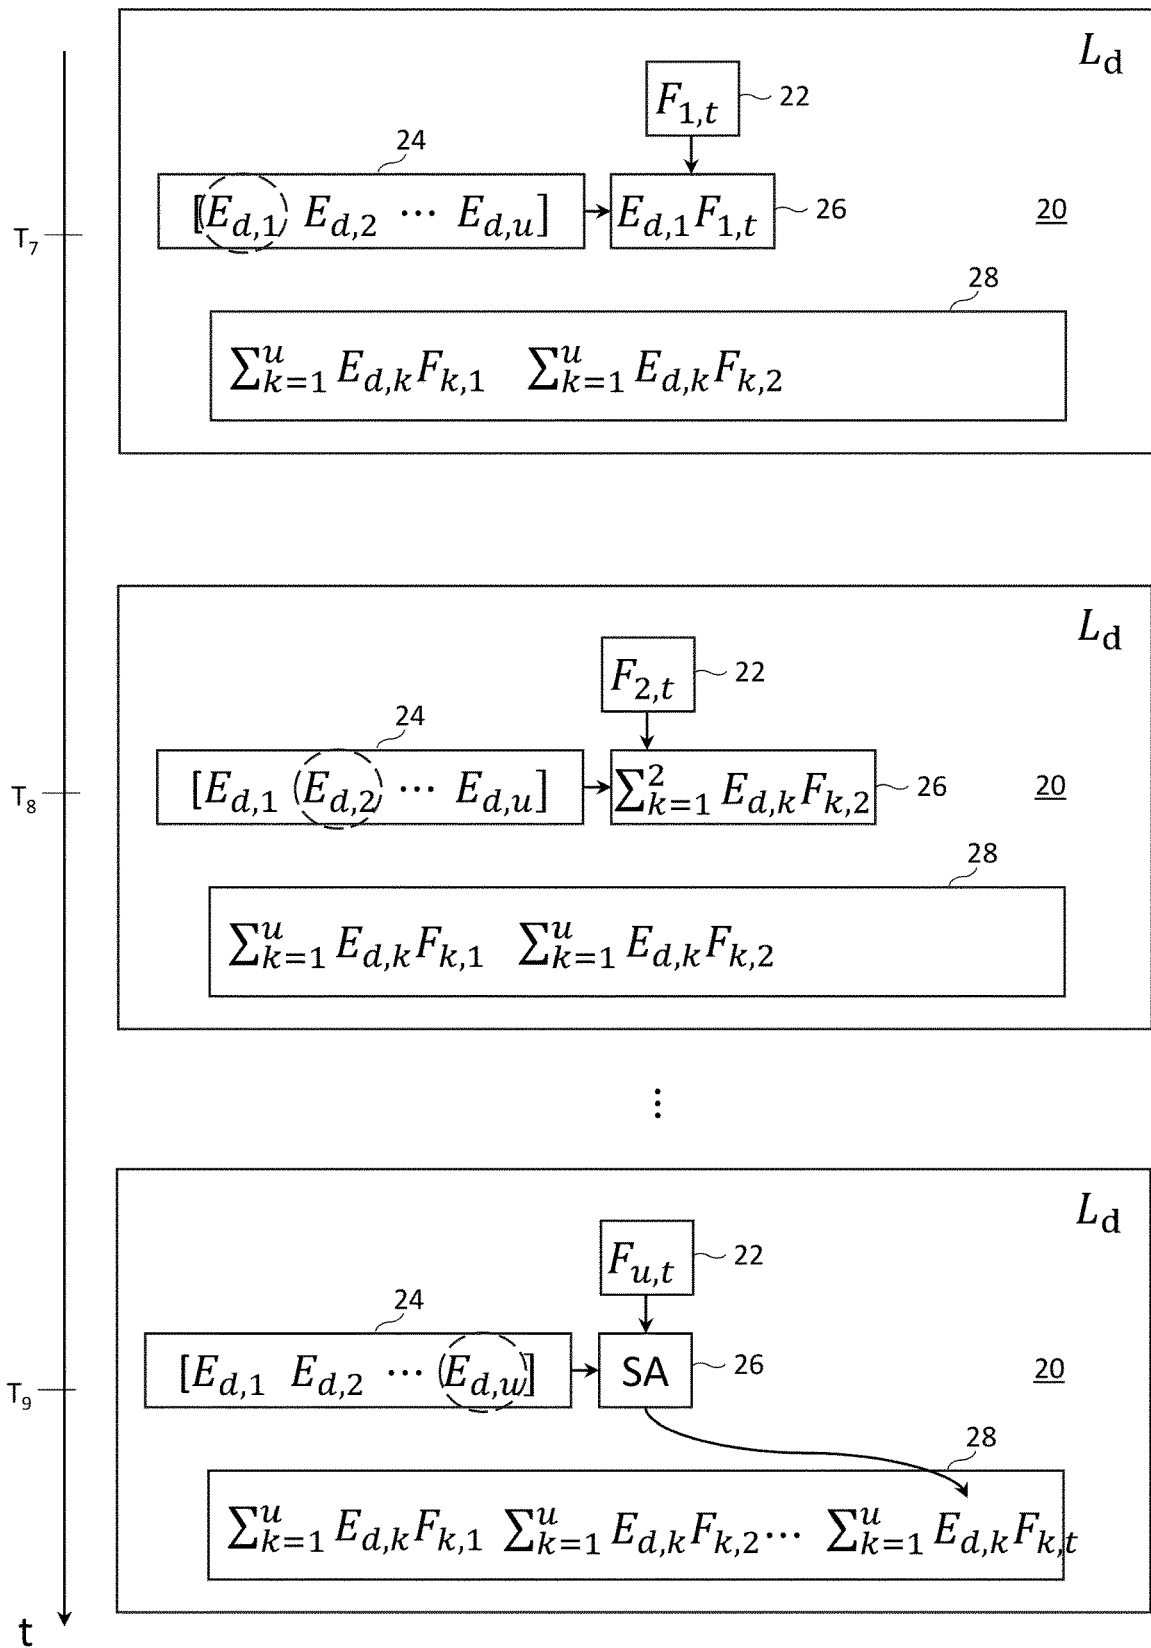 L_d
F_{1,t} 22
24
[E_{d,1} E_{d,2} ⋯ E_{d,u}] E_{d,1}F_{1,t} 26 20
T_7
28
∑_{k=1}^{u} E_{d,k}F_{k,1} ∑_{k=1}^{u} E_{d,k}F_{k,2}
L_d
F_{2,t} 22
24
[E_{d,1} E_{d,2} ⋯ E_{d,u}] ∑_{k=1}^{2} E_{d,k}F_{k,2} 26 20
T_8
28
∑_{k=1}^{u} E_{d,k}F_{k,1} ∑_{k=1}^{u} E_{d,k}F_{k,2}
⋮
L_d
F_{u,t} 22
24
[E_{d,1} E_{d,2} ⋯ E_{d,u}] SA 26 20
T_9
28
∑_{k=1}^{u} E_{d,k}F_{k,1} ∑_{k=1}^{u} E_{d,k}F_{k,2} ⋯ ∑_{k=1}^{u} E_{d,k}F_{k,t}
t